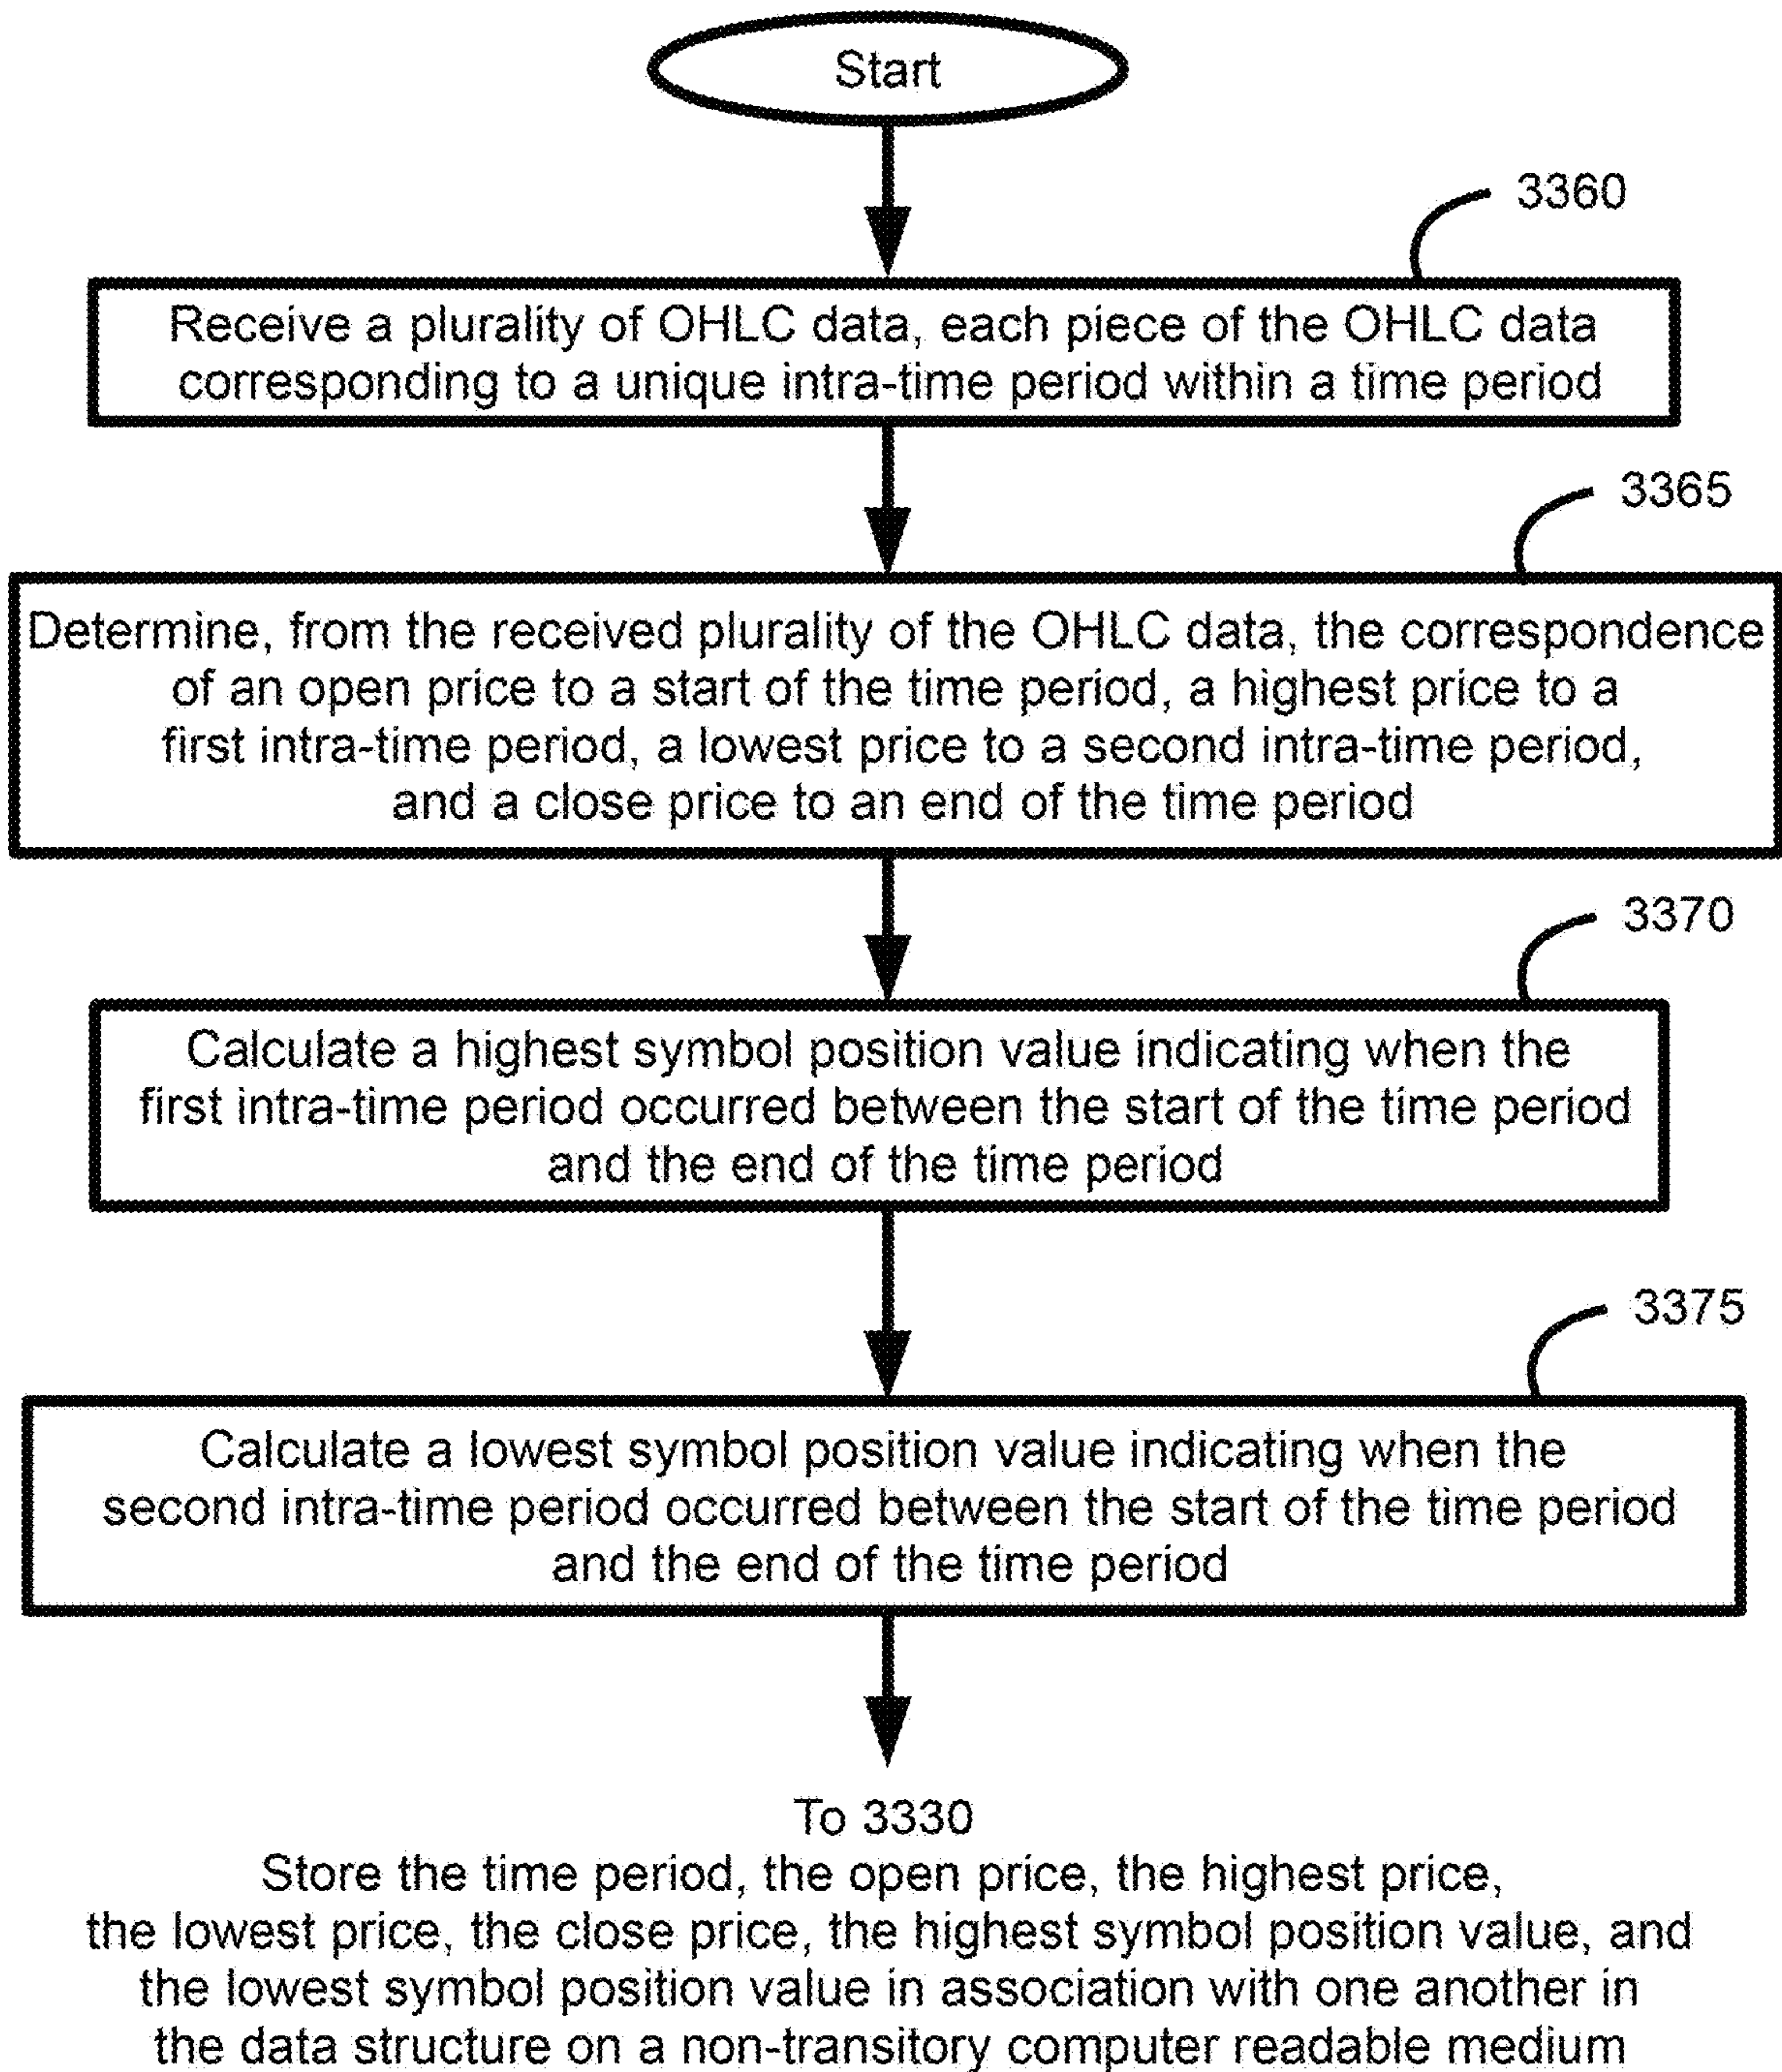 Start
3360
Receive a plurality of OHLC data, each piece of the OHLC data
corresponding to a unique intra-time period within a time period
3365
Determine, from the received plurality of the OHLC data, the correspondence
of an open price to a start of the time period, a highest price to a
first intra-time period, a lowest price to a second intra-time period,
and a close price to an end of the time period
3370
Calculate a highest symbol position value indicating when the
first intra-time period occurred between the start of the time period
and the end of the time period
3375
Calculate a lowest symbol position value indicating when the
second intra-time period occurred between the start of the time period
and the end of the time period
To 3330
Store the time period, the open price, the highest price,
the lowest price, the close price, the highest symbol position value, and
the lowest symbol position value in association with one another in
the data structure on a non-transitory computer readable medium